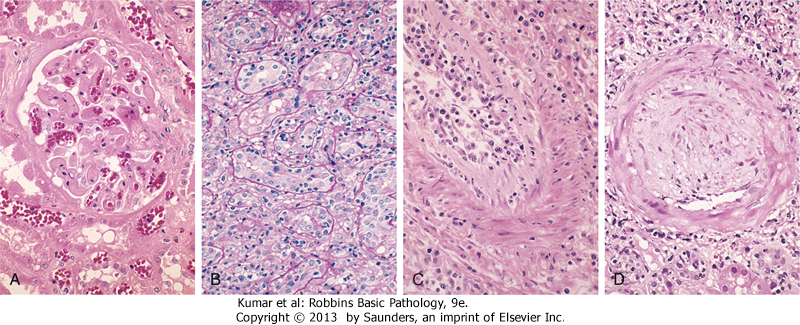 A B C D
Kumar et al: Robbins Basic Pathology, 9e.
Copyright © 2013 by Saunders, an imprint of Elsevier Inc.